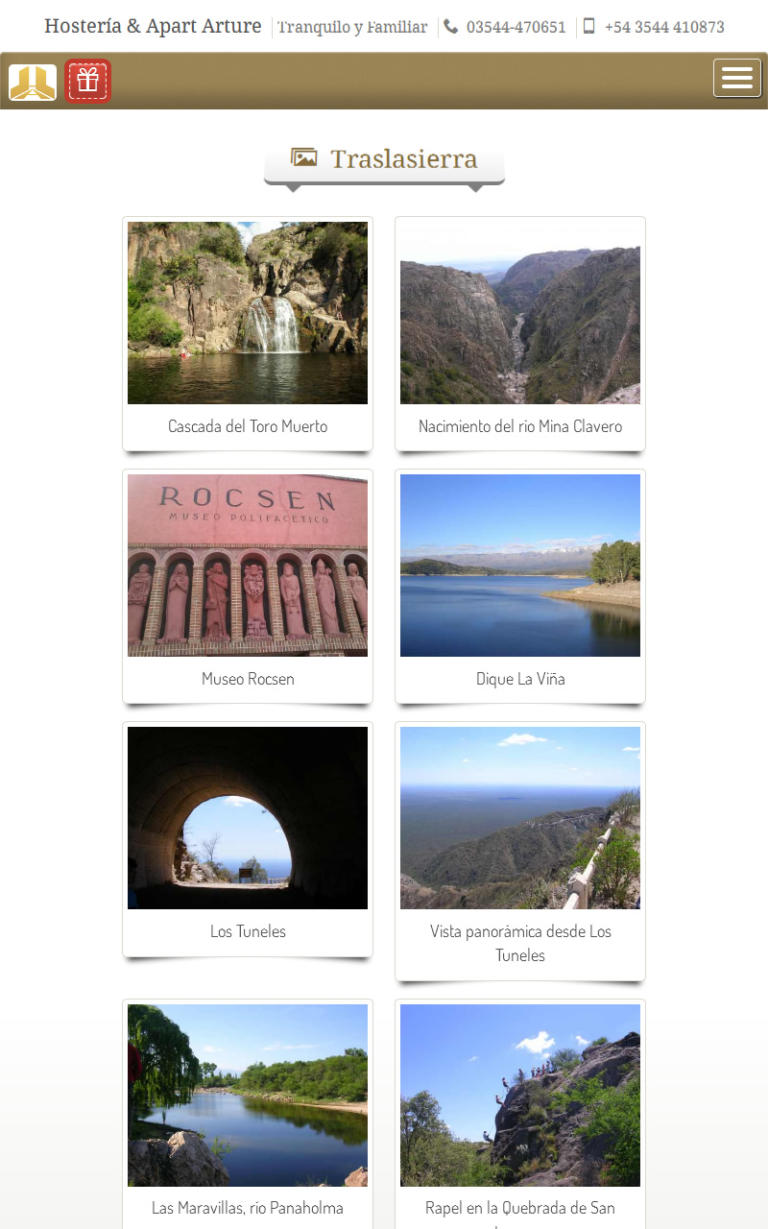 Hostería & Apart Arture Tranquilo y Familiar 03544-470651 +54 3544 410873
Traslasierra
Cascada del Toro Muerto
Nacimiento del rio Mina Clavero
ROCSEN
MUSEO POLIFACETICO
Museo Rocsen
Dique La Viña
Los Tuneles
Vista panorámica desde Los
Tuneles
Las Maravillas, río Panaholma
Rapel en la Quebrada de San